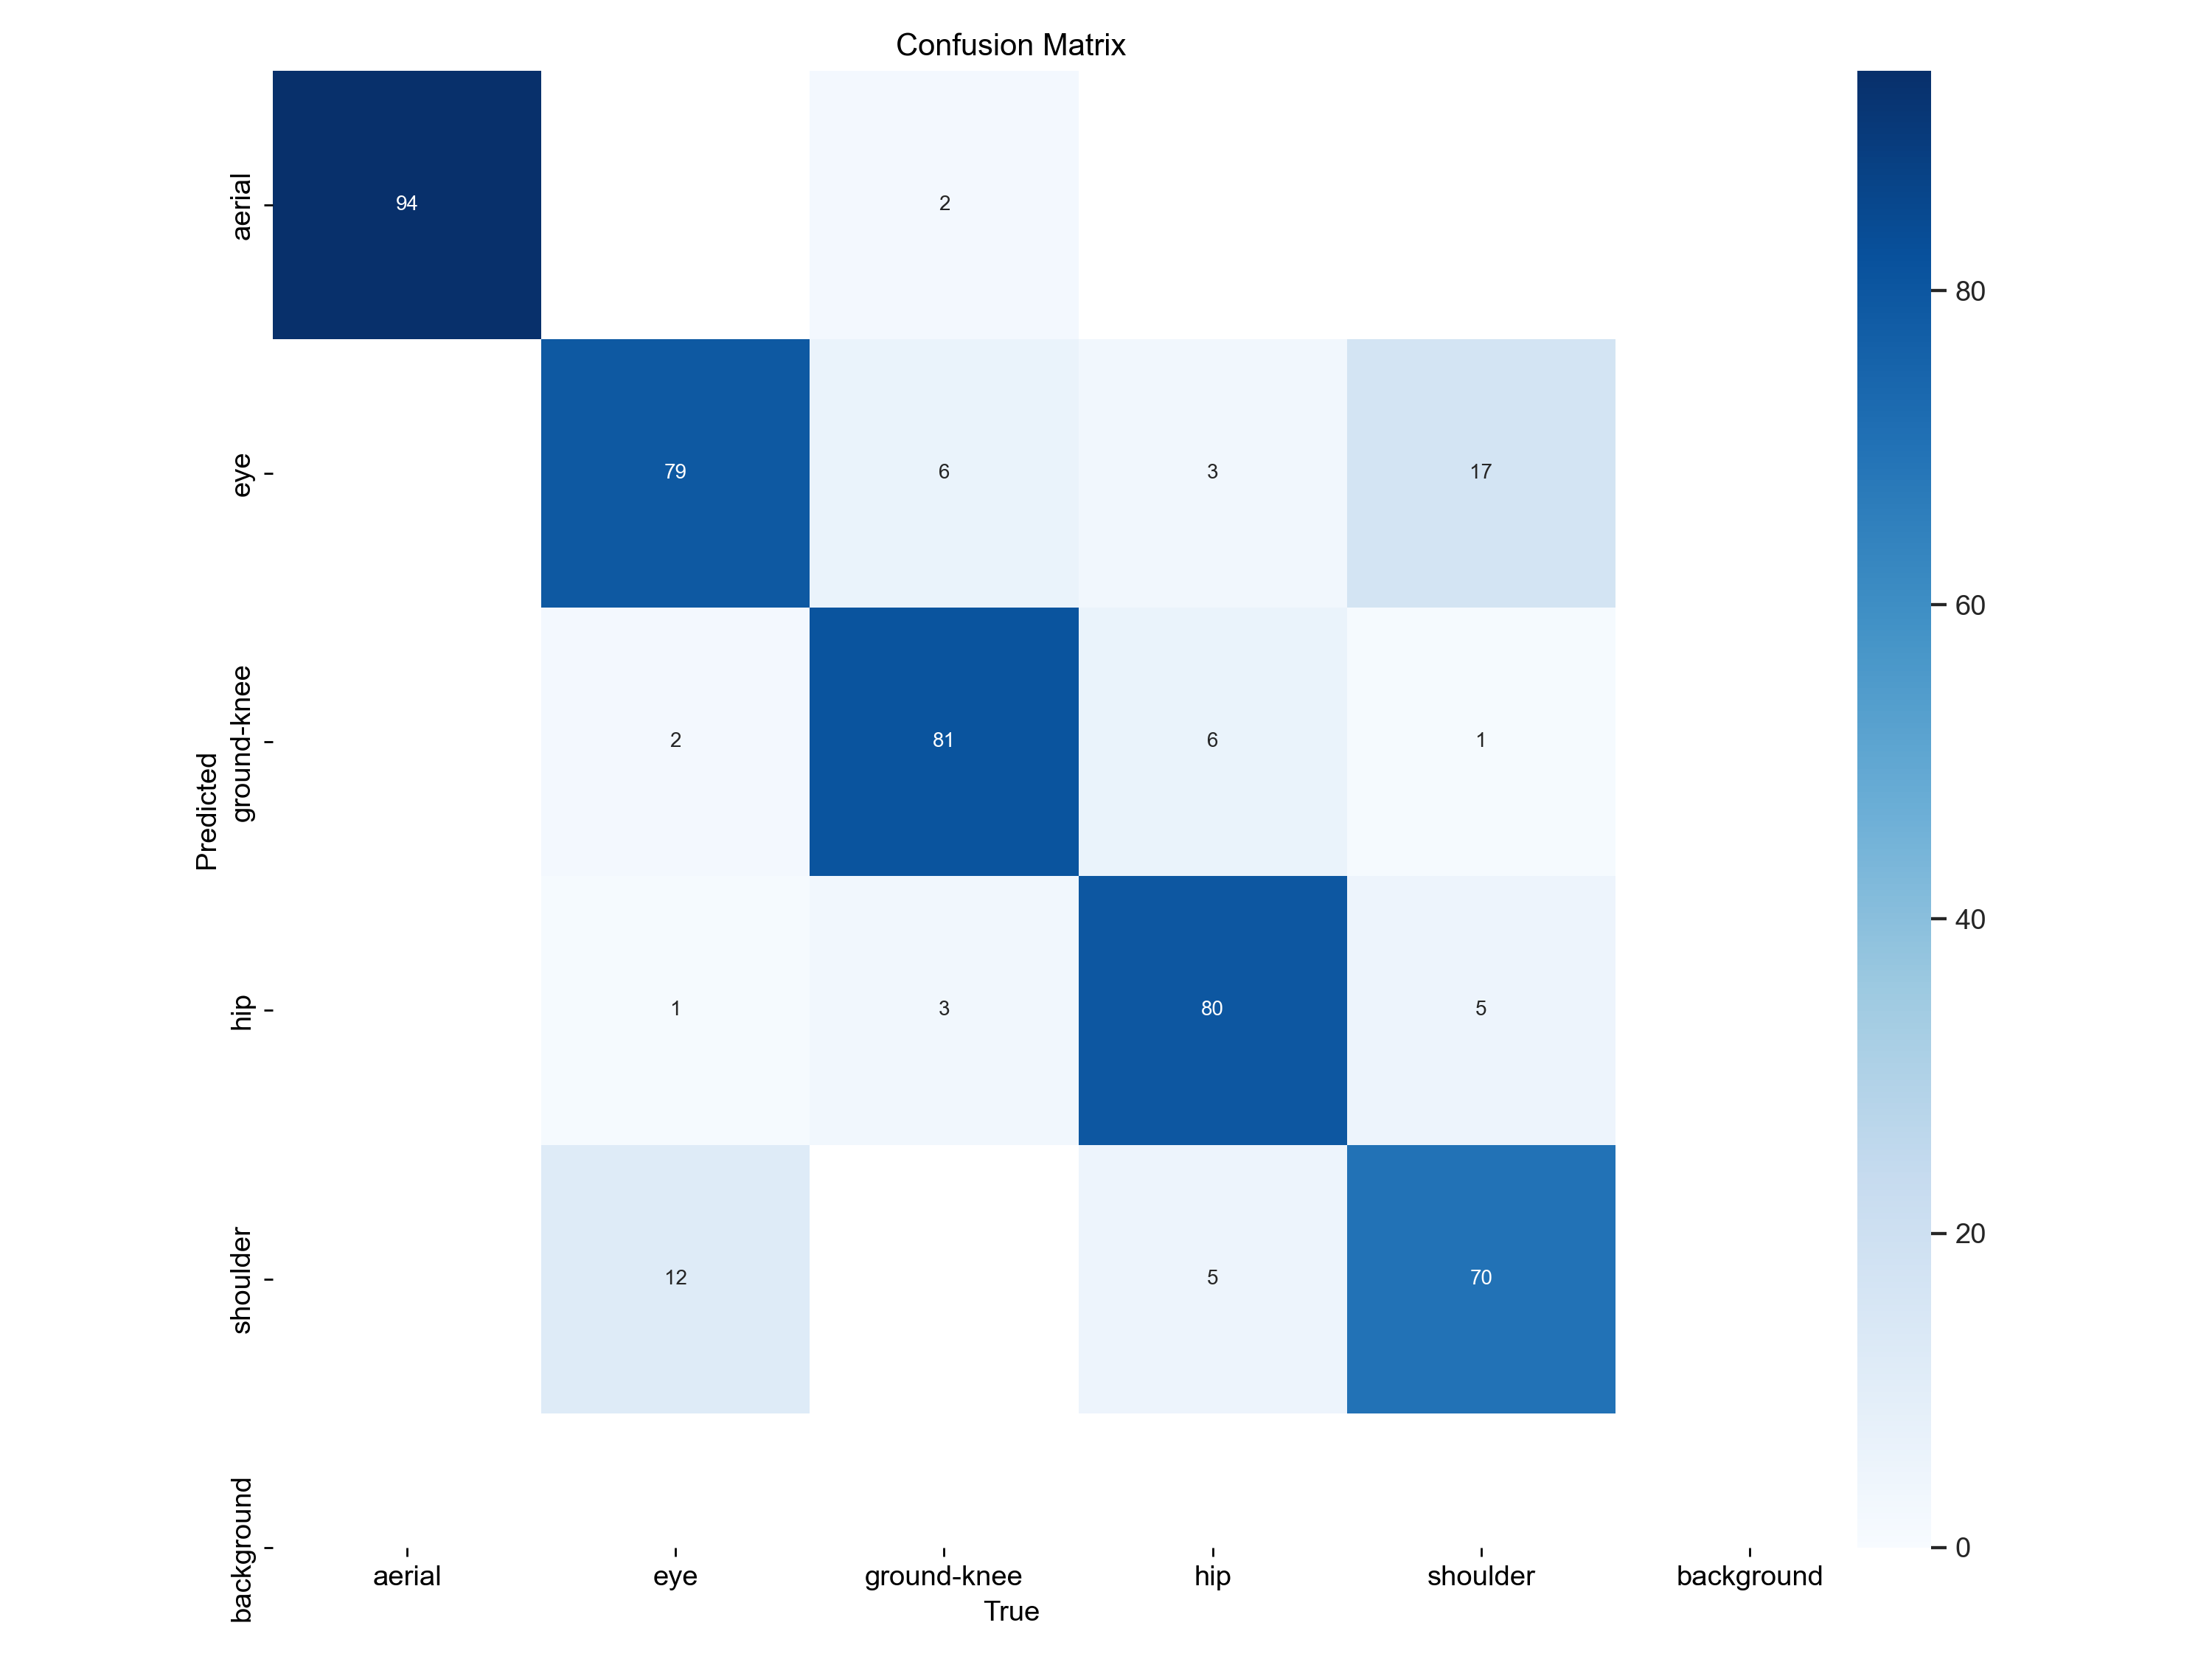 Confusion Matrix
aerial
94
2
80
eye
79
6
3
17
60
ground-knee
2
81
6
1
Predicted
40
hip
1
3
80
5
20
shoulder
12
5
70
background
0
aerial
eye
ground-knee
hip
shoulder
background
True